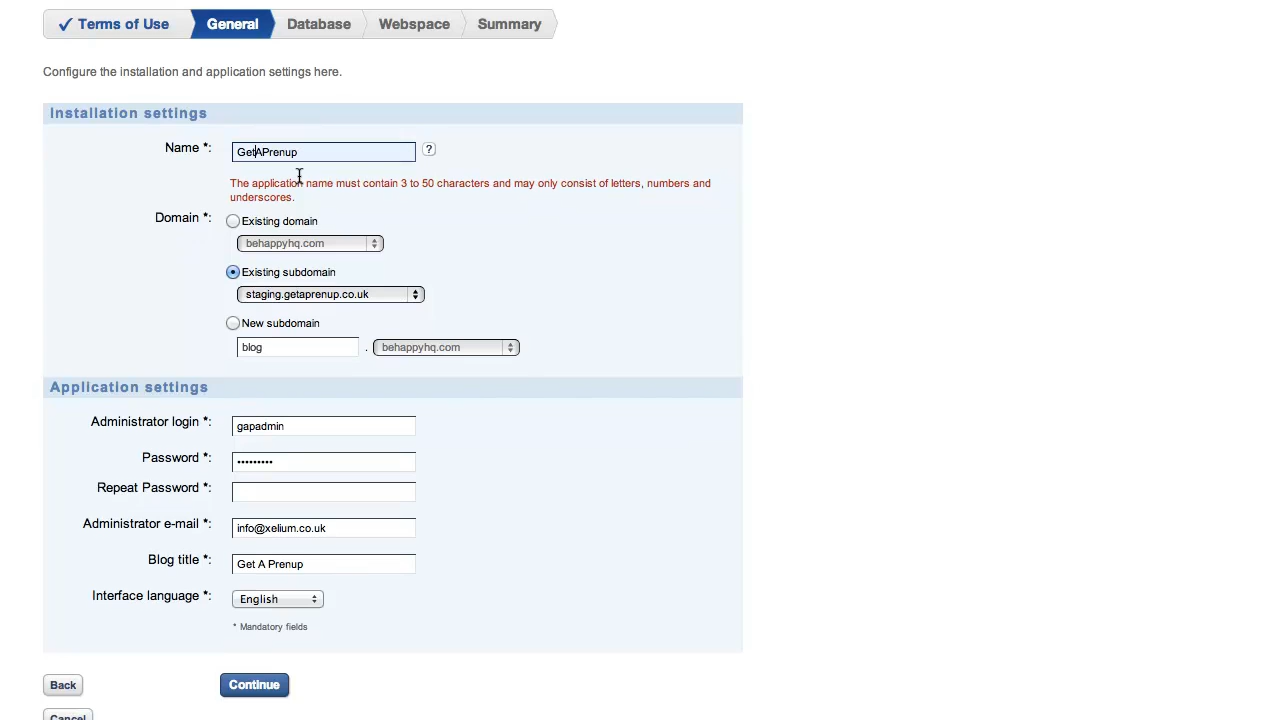 ✓ Terms of Use General Database Webspace Summary
Configure the installation and application settings here.
Installation settings
Name *: GetAPrenup ?
The application name must contain 3 to 50 characters and may only consist of letters, numbers and
underscores.
Domain *: Existing domain
behappyhq.com
Existing subdomain
staging.getaprenup.co.uk
New subdomain
blog . behappyhq.com
Application settings
Administrator login *: gapadmin
Password *: •••••••••
Repeat Password *:
Administrator e-mail *: info@xelium.co.uk
Blog title *: Get A Prenup
Interface language *: English
* Mandatory fields
Back Continue
Cancel